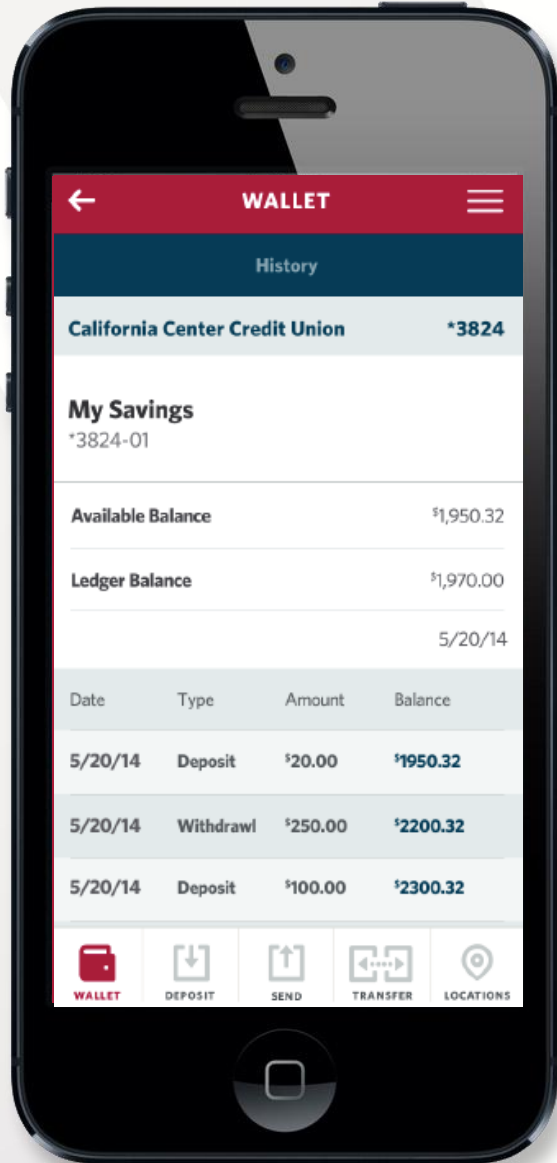 WALLET
History
California Center Credit Union *3824
My Savings
*3824-01
Available Balance $1,950.32
Ledger Balance $1,970.00
5/20/14
Date Type Amount Balance
5/20/14 Deposit $20.00 $1950.32
5/20/14 Withdrawl $250.00 $2200.32
5/20/14 Deposit $100.00 $2300.32
WALLET DEPOSIT SEND TRANSFER LOCATIONS